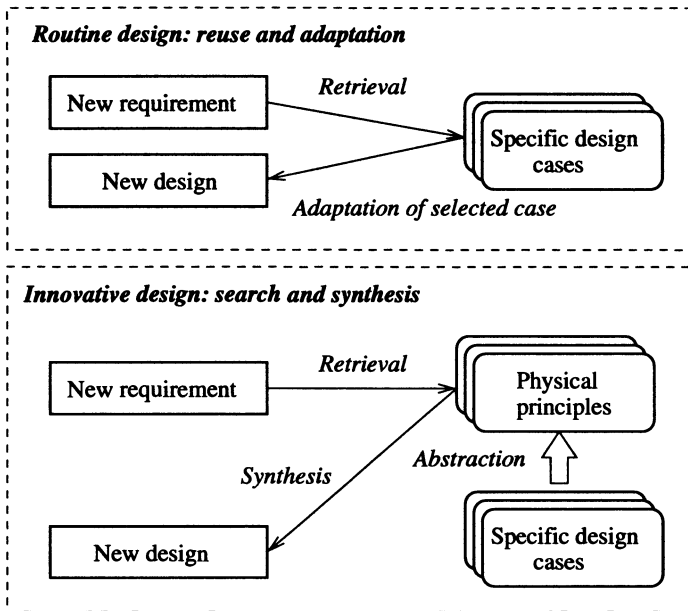 Routine design: reuse and adaptation
New requirement
Retrieval
Specific design
cases
New design
Adaptation of selected case
Innovative design: search and synthesis
New requirement
Retrieval
Physical
principles
Synthesis
Abstraction
New design
Specific design
cases